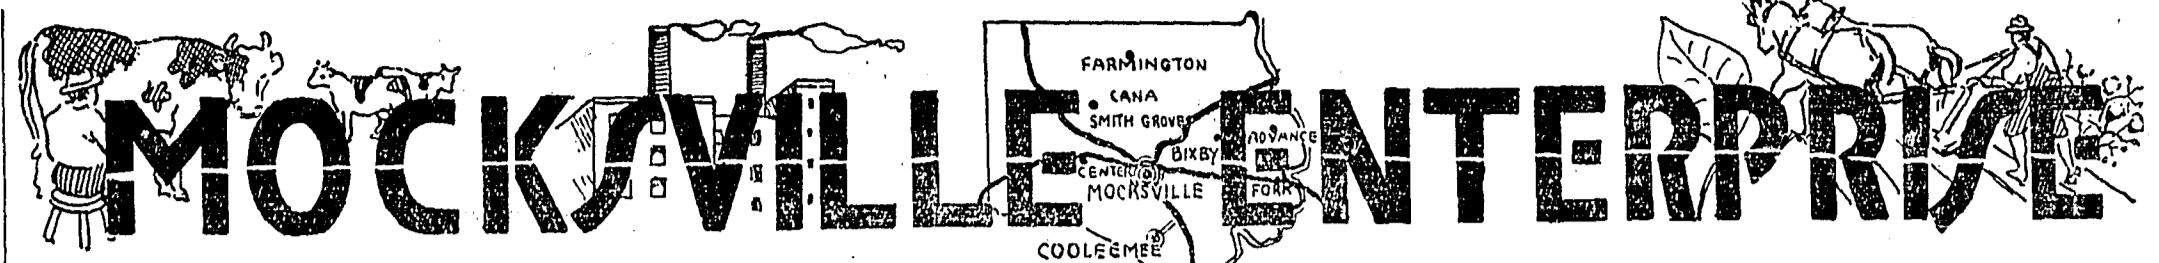 MOCKSVILLE ENTERPRISE
FARMINGTON
CANA
SMITH GROVE
ADVANCE
BIXBY
CENTER
MOCKSVILLE
FORK
COOLEEMEE